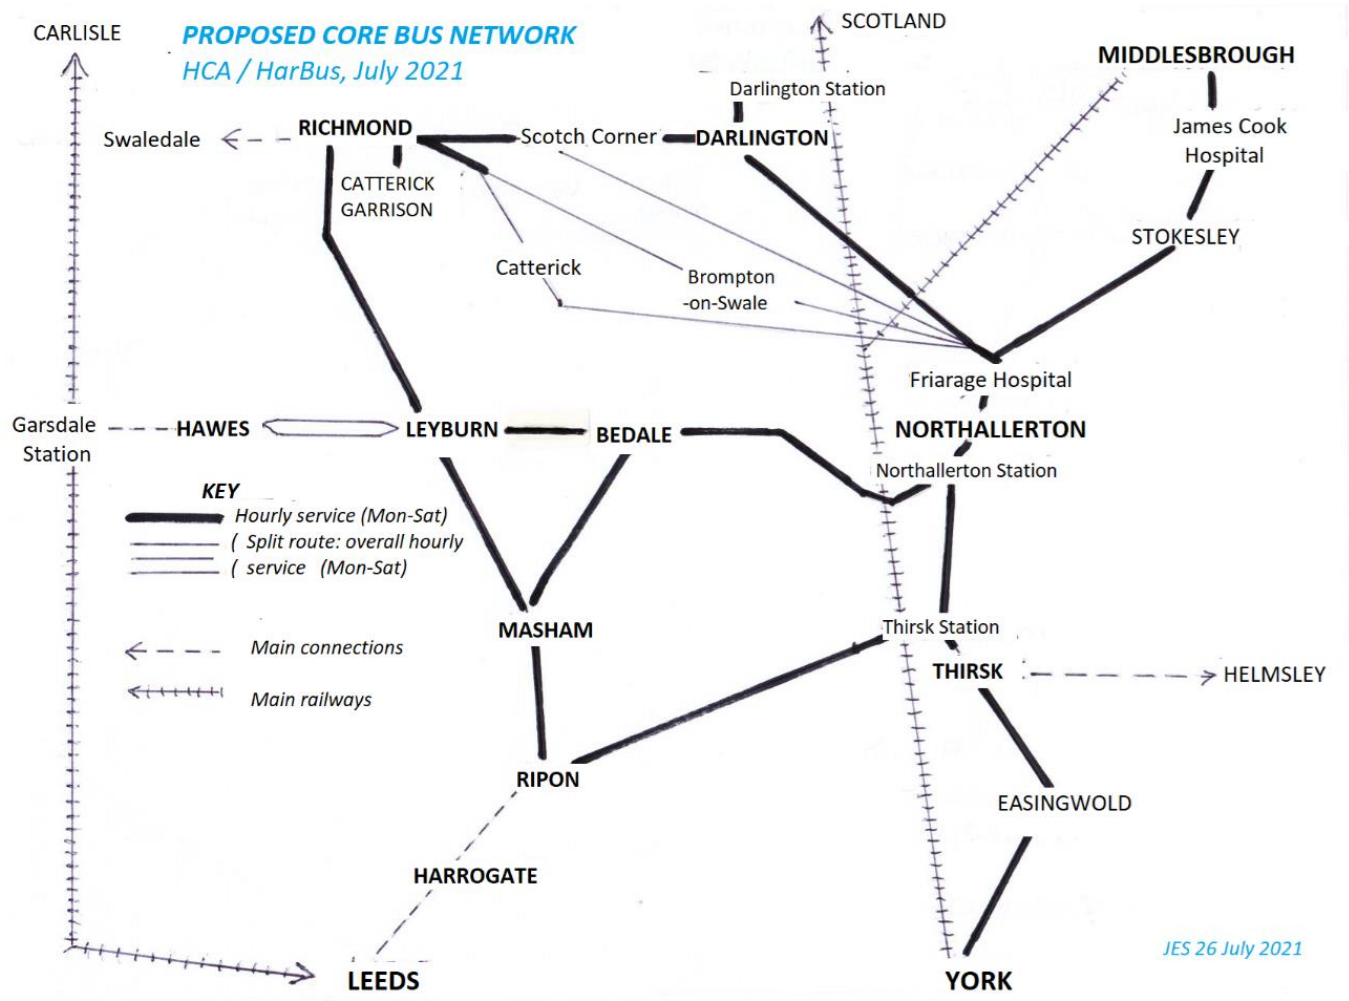 CARLISLE
PROPOSED CORE BUS NETWORK
HCA / HarBus, July 2021
SCOTLAND
MIDDLESBROUGH
Darlington Station
Swaledale
RICHMOND
Scotch Corner
DARLINGTON
James Cook
Hospital
CATTERICK
GARRISON
STOKESLEY
Catterick
Brompton
-on-Swale
Friarage Hospital
Garsdale
Station
HAWES
LEYBURN
BEDALE
NORTHALLERTON
Northallerton Station
KEY
Hourly service (Mon-Sat)
( Split route: overall hourly
( service (Mon-Sat)
MASHAM
Thirsk Station
Main connections
THIRSK
HELMSLEY
Main railways
RIPON
EASINGWOLD
HARROGATE
JES 26 July 2021
LEEDS
YORK